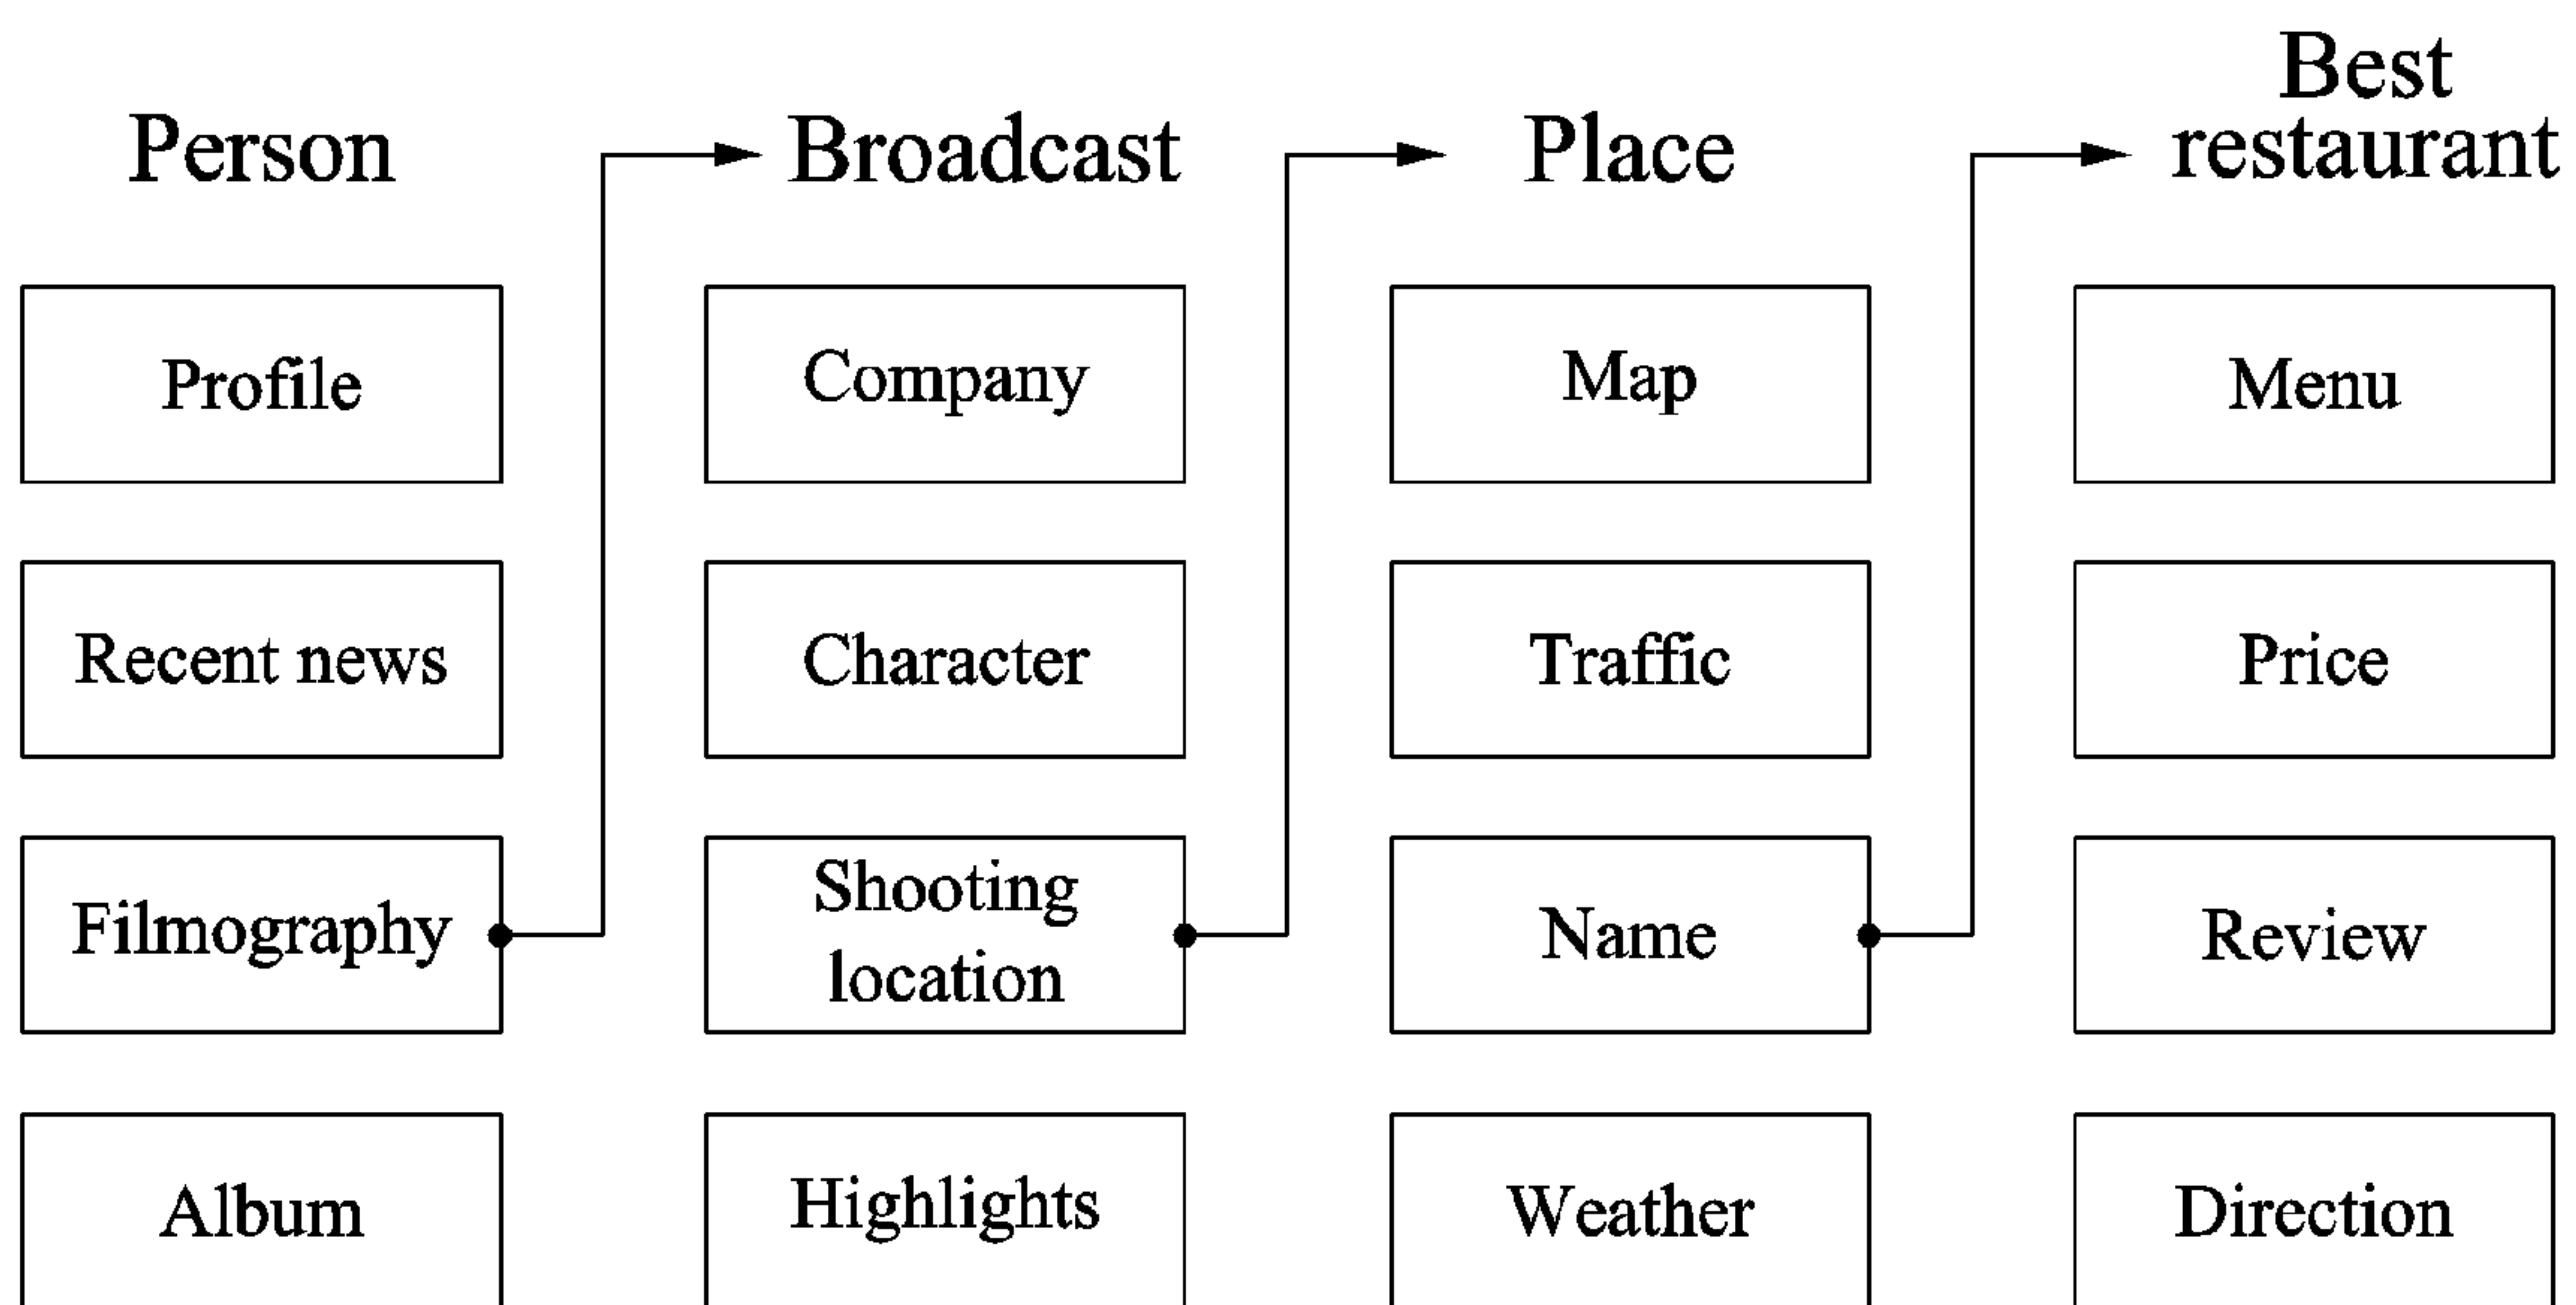 Person
Broadcast
Place
Best
restaurant
Profile
Company
Map
Menu
Recent news
Character
Traffic
Price
Filmography
Shooting
location
Name
Review
Album
Highlights
Weather
Direction